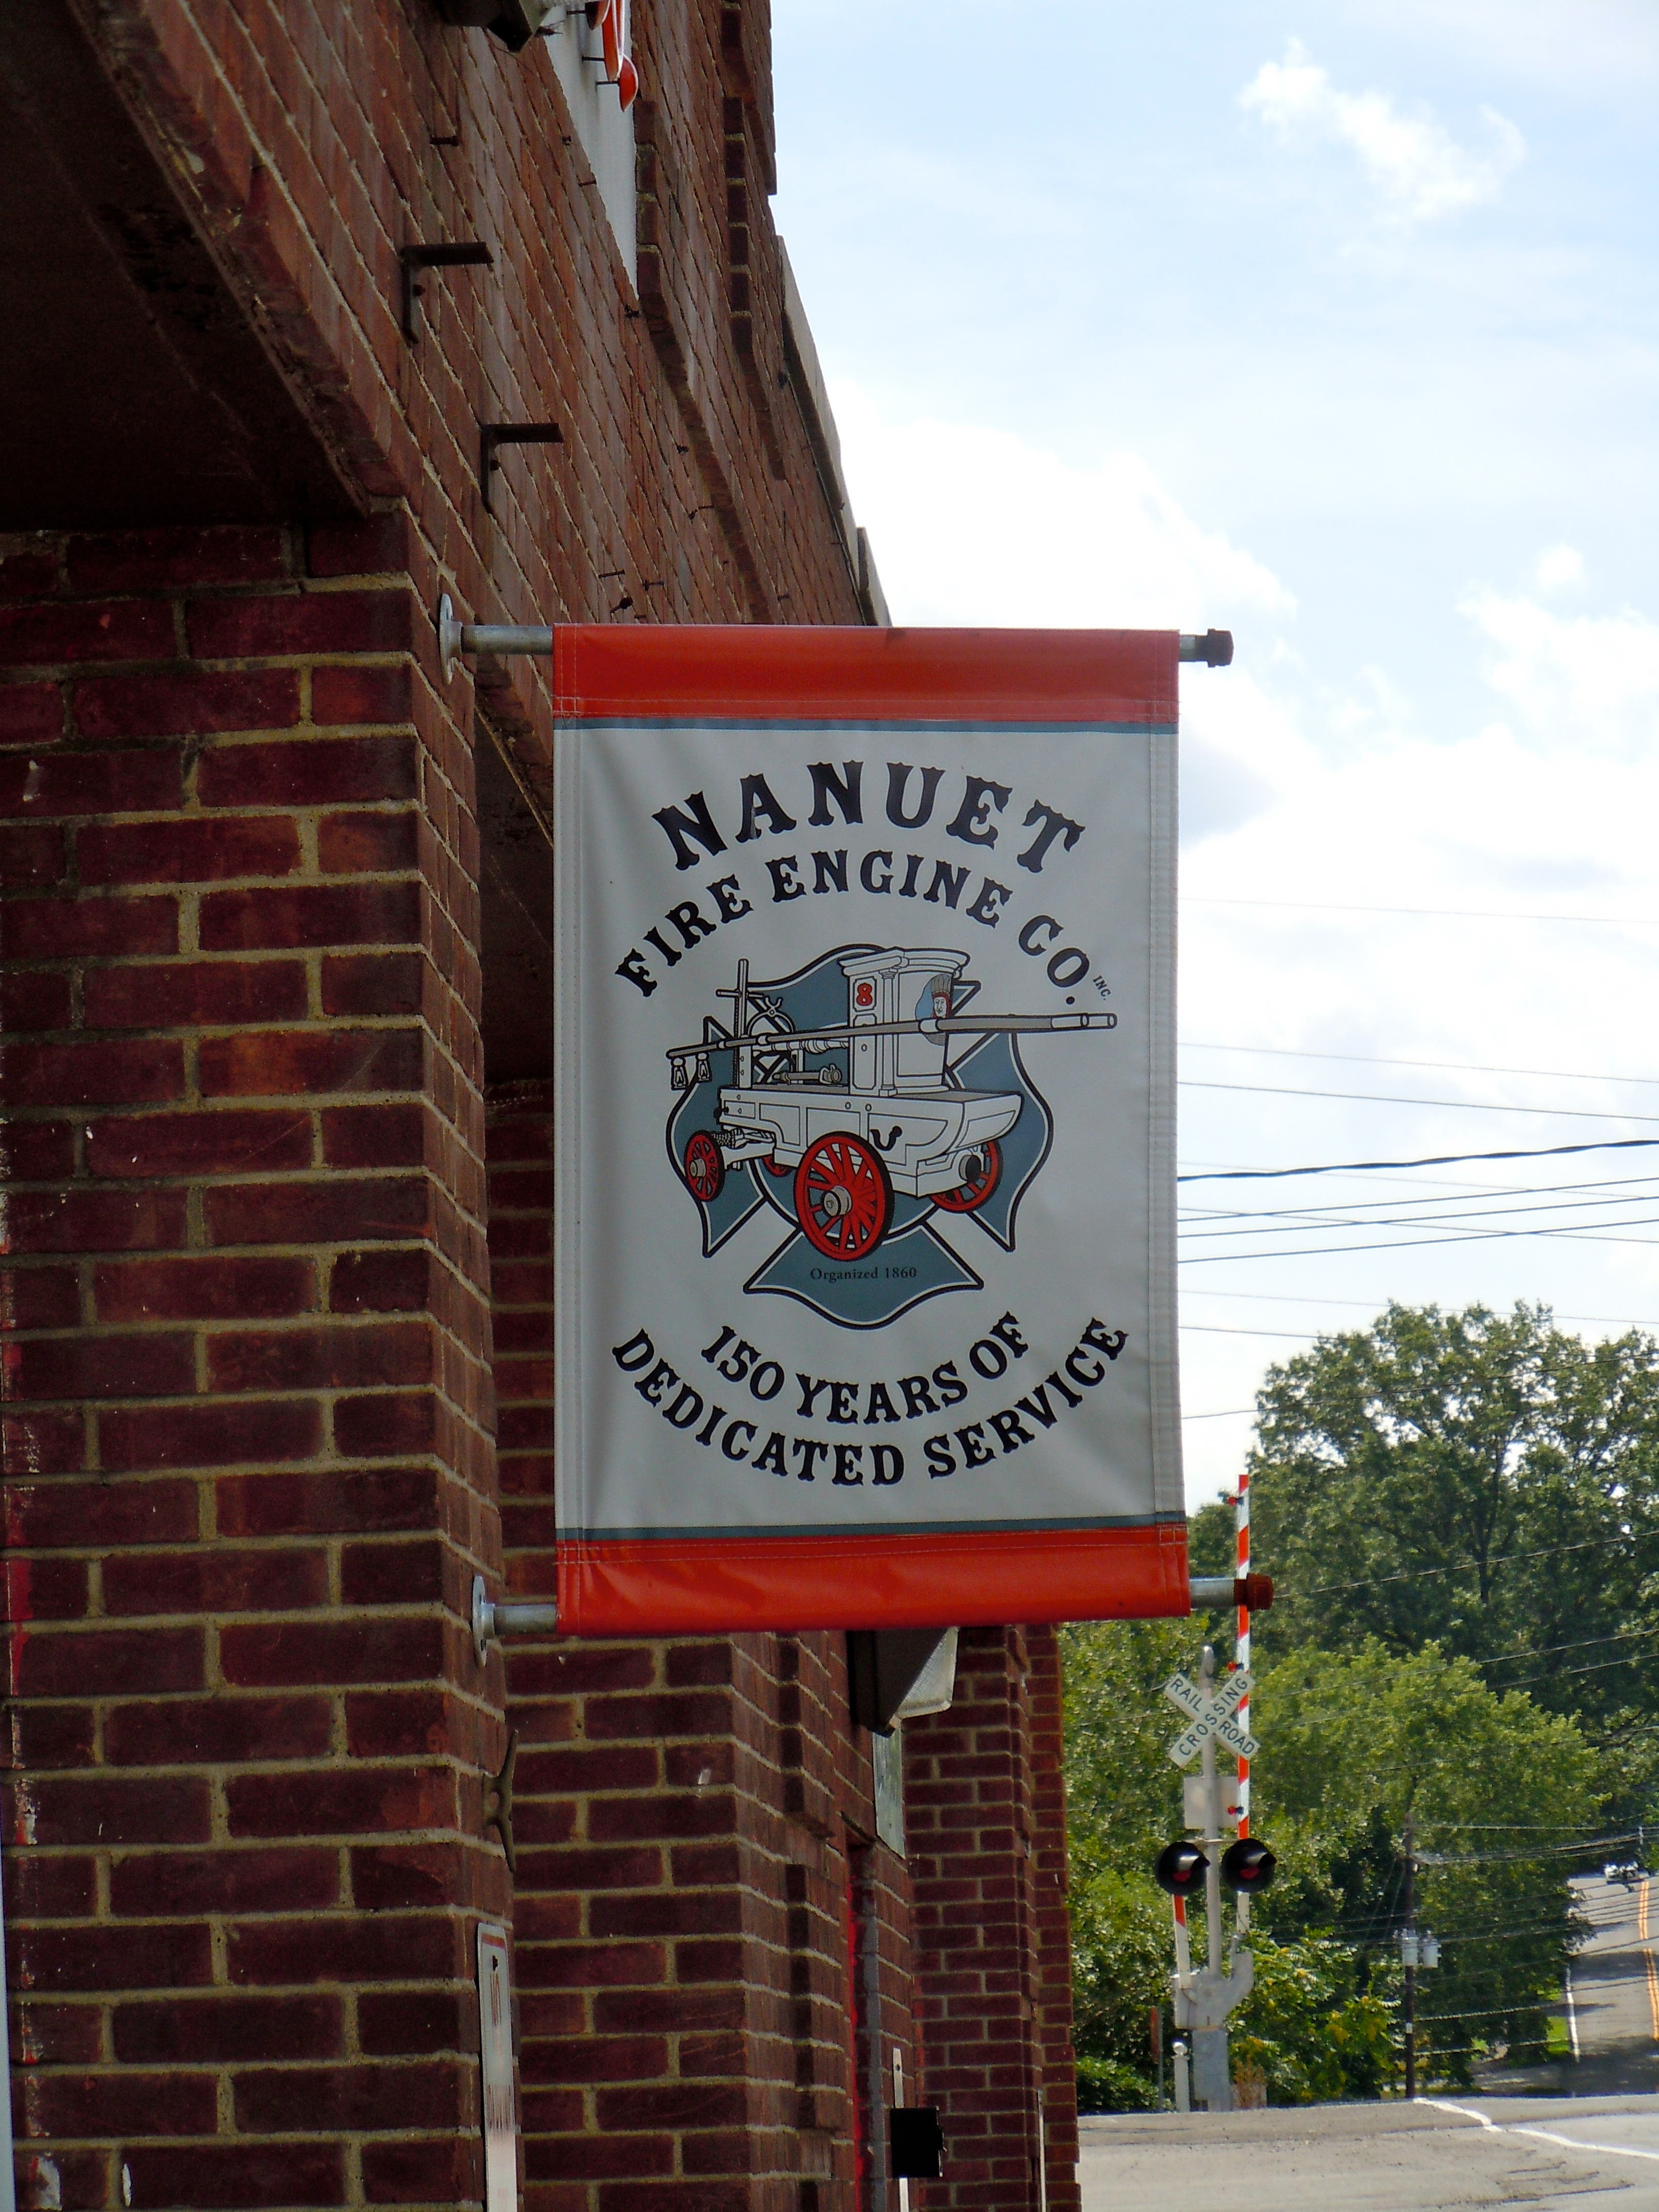 NANUET
FIRE ENGINE CO. INC.
8
Organized 1860
150 YEARS OF
DEDICATED SERVICE
RAIL ROAD
CROSSING